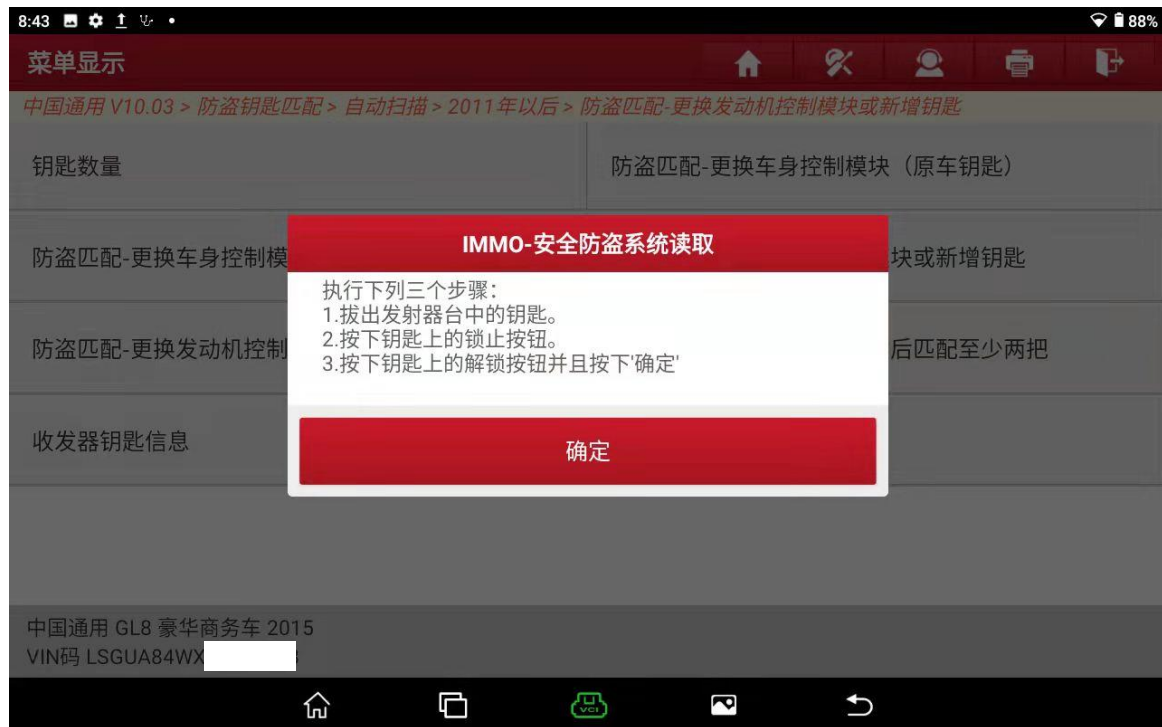 8:43
88%
菜单显示
中国通用 V10.03 > 防盗钥匙匹配 > 自动扫描 > 2011年以后 > 防盗匹配-更换发动机控制模块或新增钥匙
钥匙数量
防盗匹配-更换车身控制模块（原车钥匙）
防盗匹配-更换车身控制模
块或新增钥匙
IMMO-安全防盗系统读取
执行下列三个步骤：
1.拔出发射器台中的钥匙。
2.按下钥匙上的锁止按钮。
3.按下钥匙上的解锁按钮并且按下'确定'
防盗匹配-更换发动机控制
后匹配至少两把
收发器钥匙信息
确定
中国通用 GL8 豪华商务车 2015
VIN码 LSGUA84WX
VCI